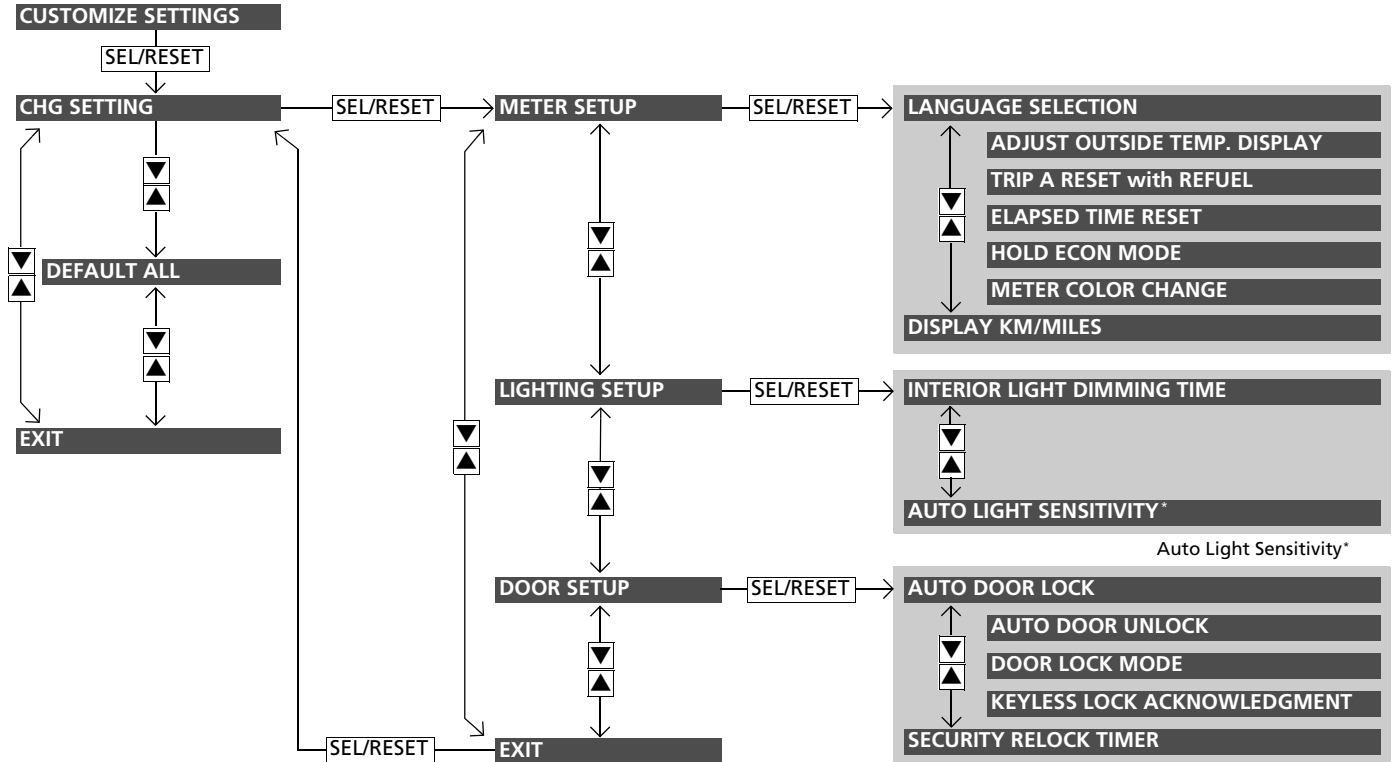 CUSTOMIZE SETTINGS
SEL/RESET
CHG SETTING
SEL/RESET
METER SETUP
SEL/RESET
LANGUAGE SELECTION
ADJUST OUTSIDE TEMP. DISPLAY
TRIP A RESET with REFUEL
ELAPSED TIME RESET
HOLD ECON MODE
METER COLOR CHANGE
DISPLAY KM/MILES
DEFAULT ALL
EXIT
LIGHTING SETUP
SEL/RESET
INTERIOR LIGHT DIMMING TIME
AUTO LIGHT SENSITIVITY*
Auto Light Sensitivity*
DOOR SETUP
SEL/RESET
AUTO DOOR LOCK
AUTO DOOR UNLOCK
DOOR LOCK MODE
KEYLESS LOCK ACKNOWLEDGMENT
SECURITY RELOCK TIMER
SEL/RESET
EXIT